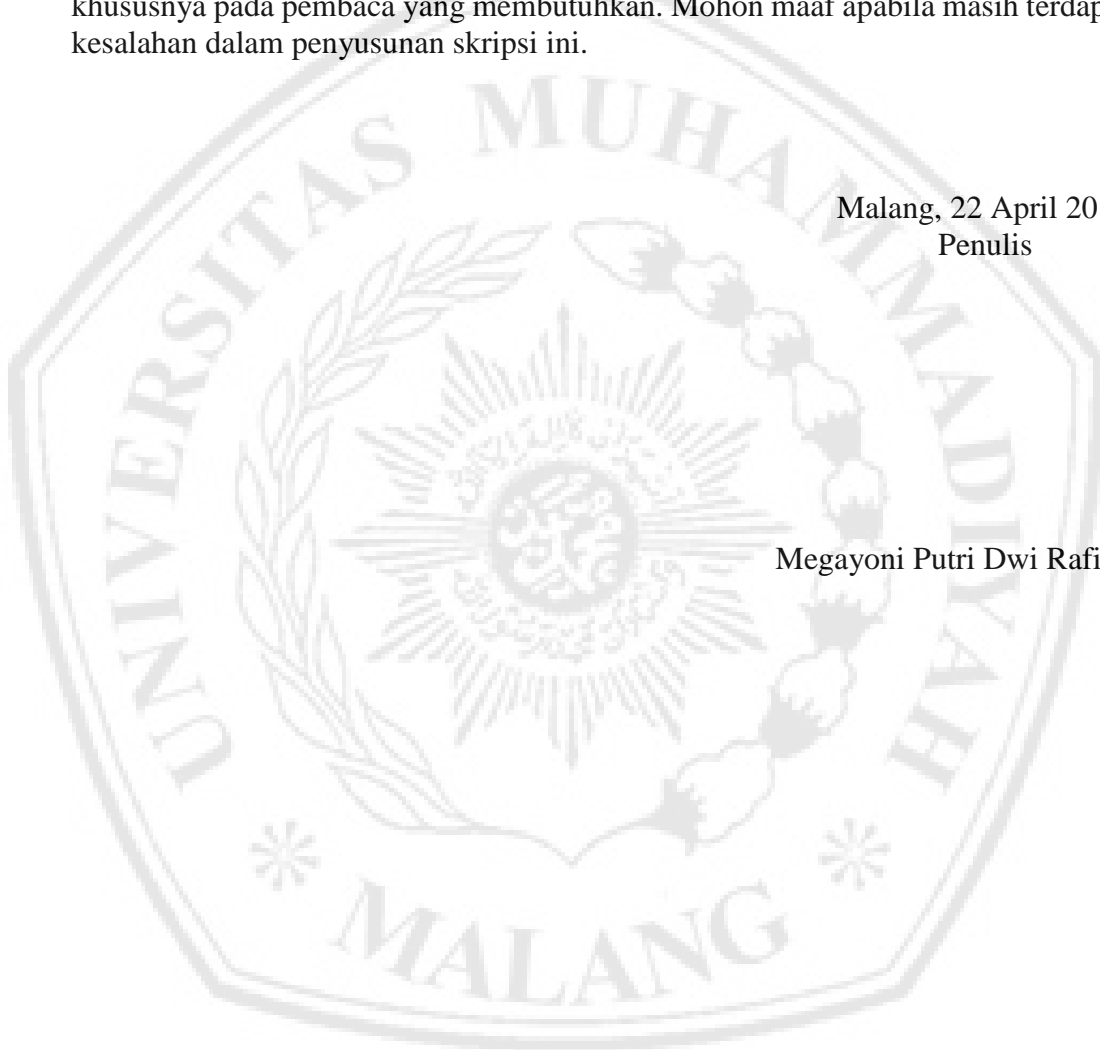 khususnya pada pembaca yang membutuhkan. Mohon maaf apabila masih terdap
kesalahan dalam penyusunan skripsi ini.
Malang, 22 April 20
Penulis
Megayoni Putri Dwi Rafi
UNIVERSITAS MUHAMMADIYAH
MALANG